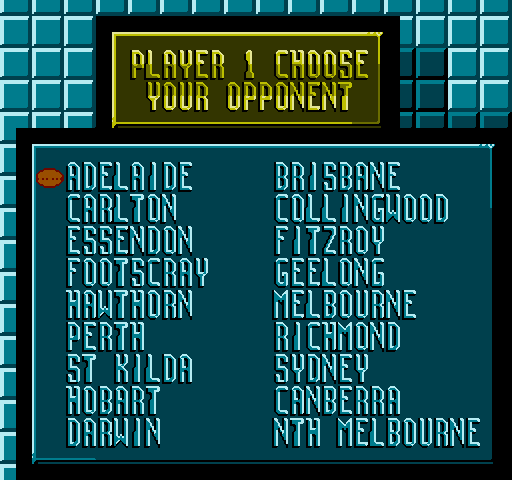 PLAYER 1 CHOOSE
YOUR OPPONENT
ADELAIDE BRISBANE
CARLTON COLLINGWOOD
ESSENDON FITZROY
FOOTSCRAY GEELONG
HAWTHORN MELBOURNE
PERTH RICHMOND
ST KILDA SYDNEY
HOBART CANBERRA
DARWIN NTH MELBOURNE